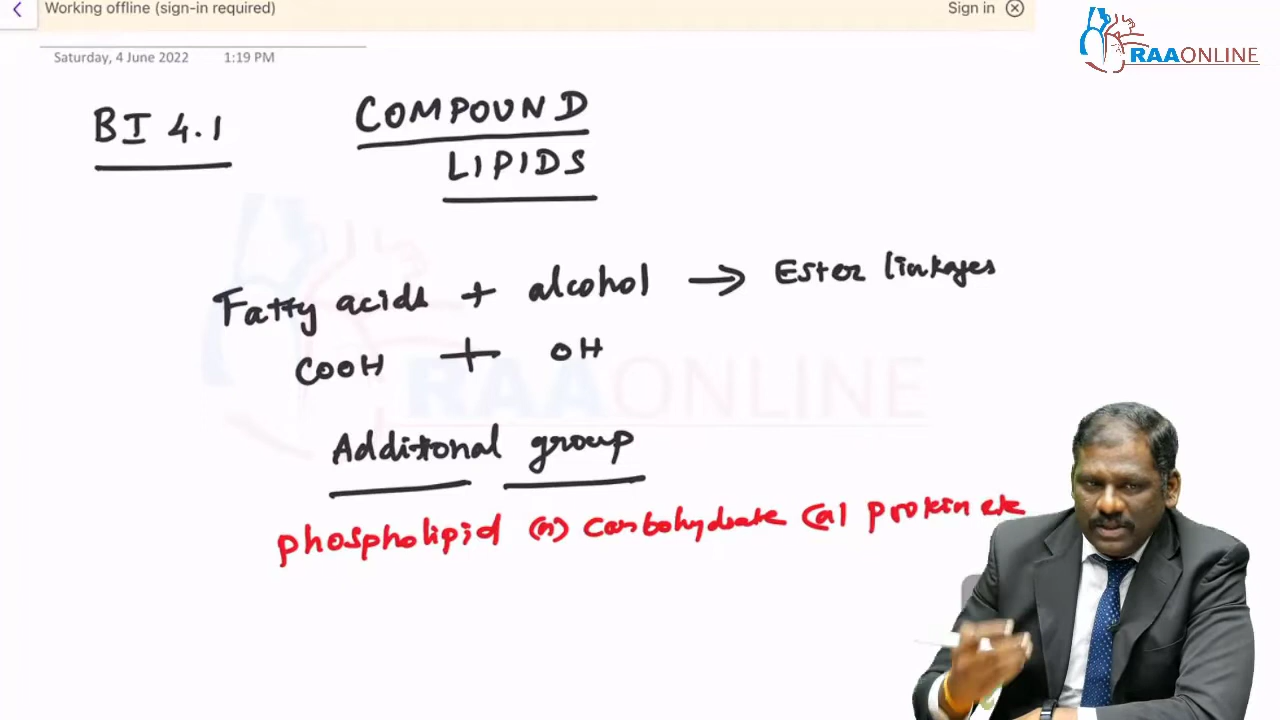 Working offline (sign-in required)
Sign in
RAAONLINE
Saturday, 4 June 2022 1:19 PM
BI 4.1
COMPOUND
LIPIDS
Fatty acids + alcohol → Ester linkages
COOH + OH
RAAONLINE
Additonal group
phospholipid (or) carbohydrate (or) protein etc